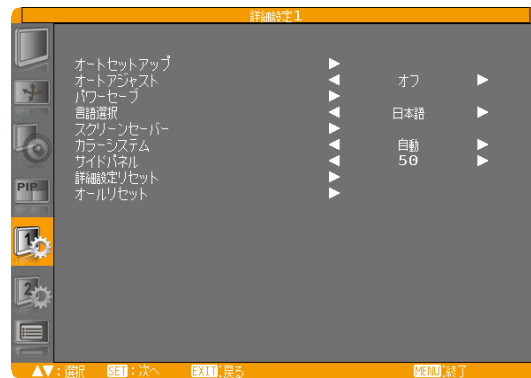 詳細設定1
オートセットアップ
オートアジャスト オフ
パワーセーブ
言語選択 日本語
スクリーンセーバー
カラーシステム 自動
サイドパネル 50
詳細設定リセット
オールリセット
PIP
1
2
▲▼:選択 SET:次へ EXIT:戻る MENU:終了